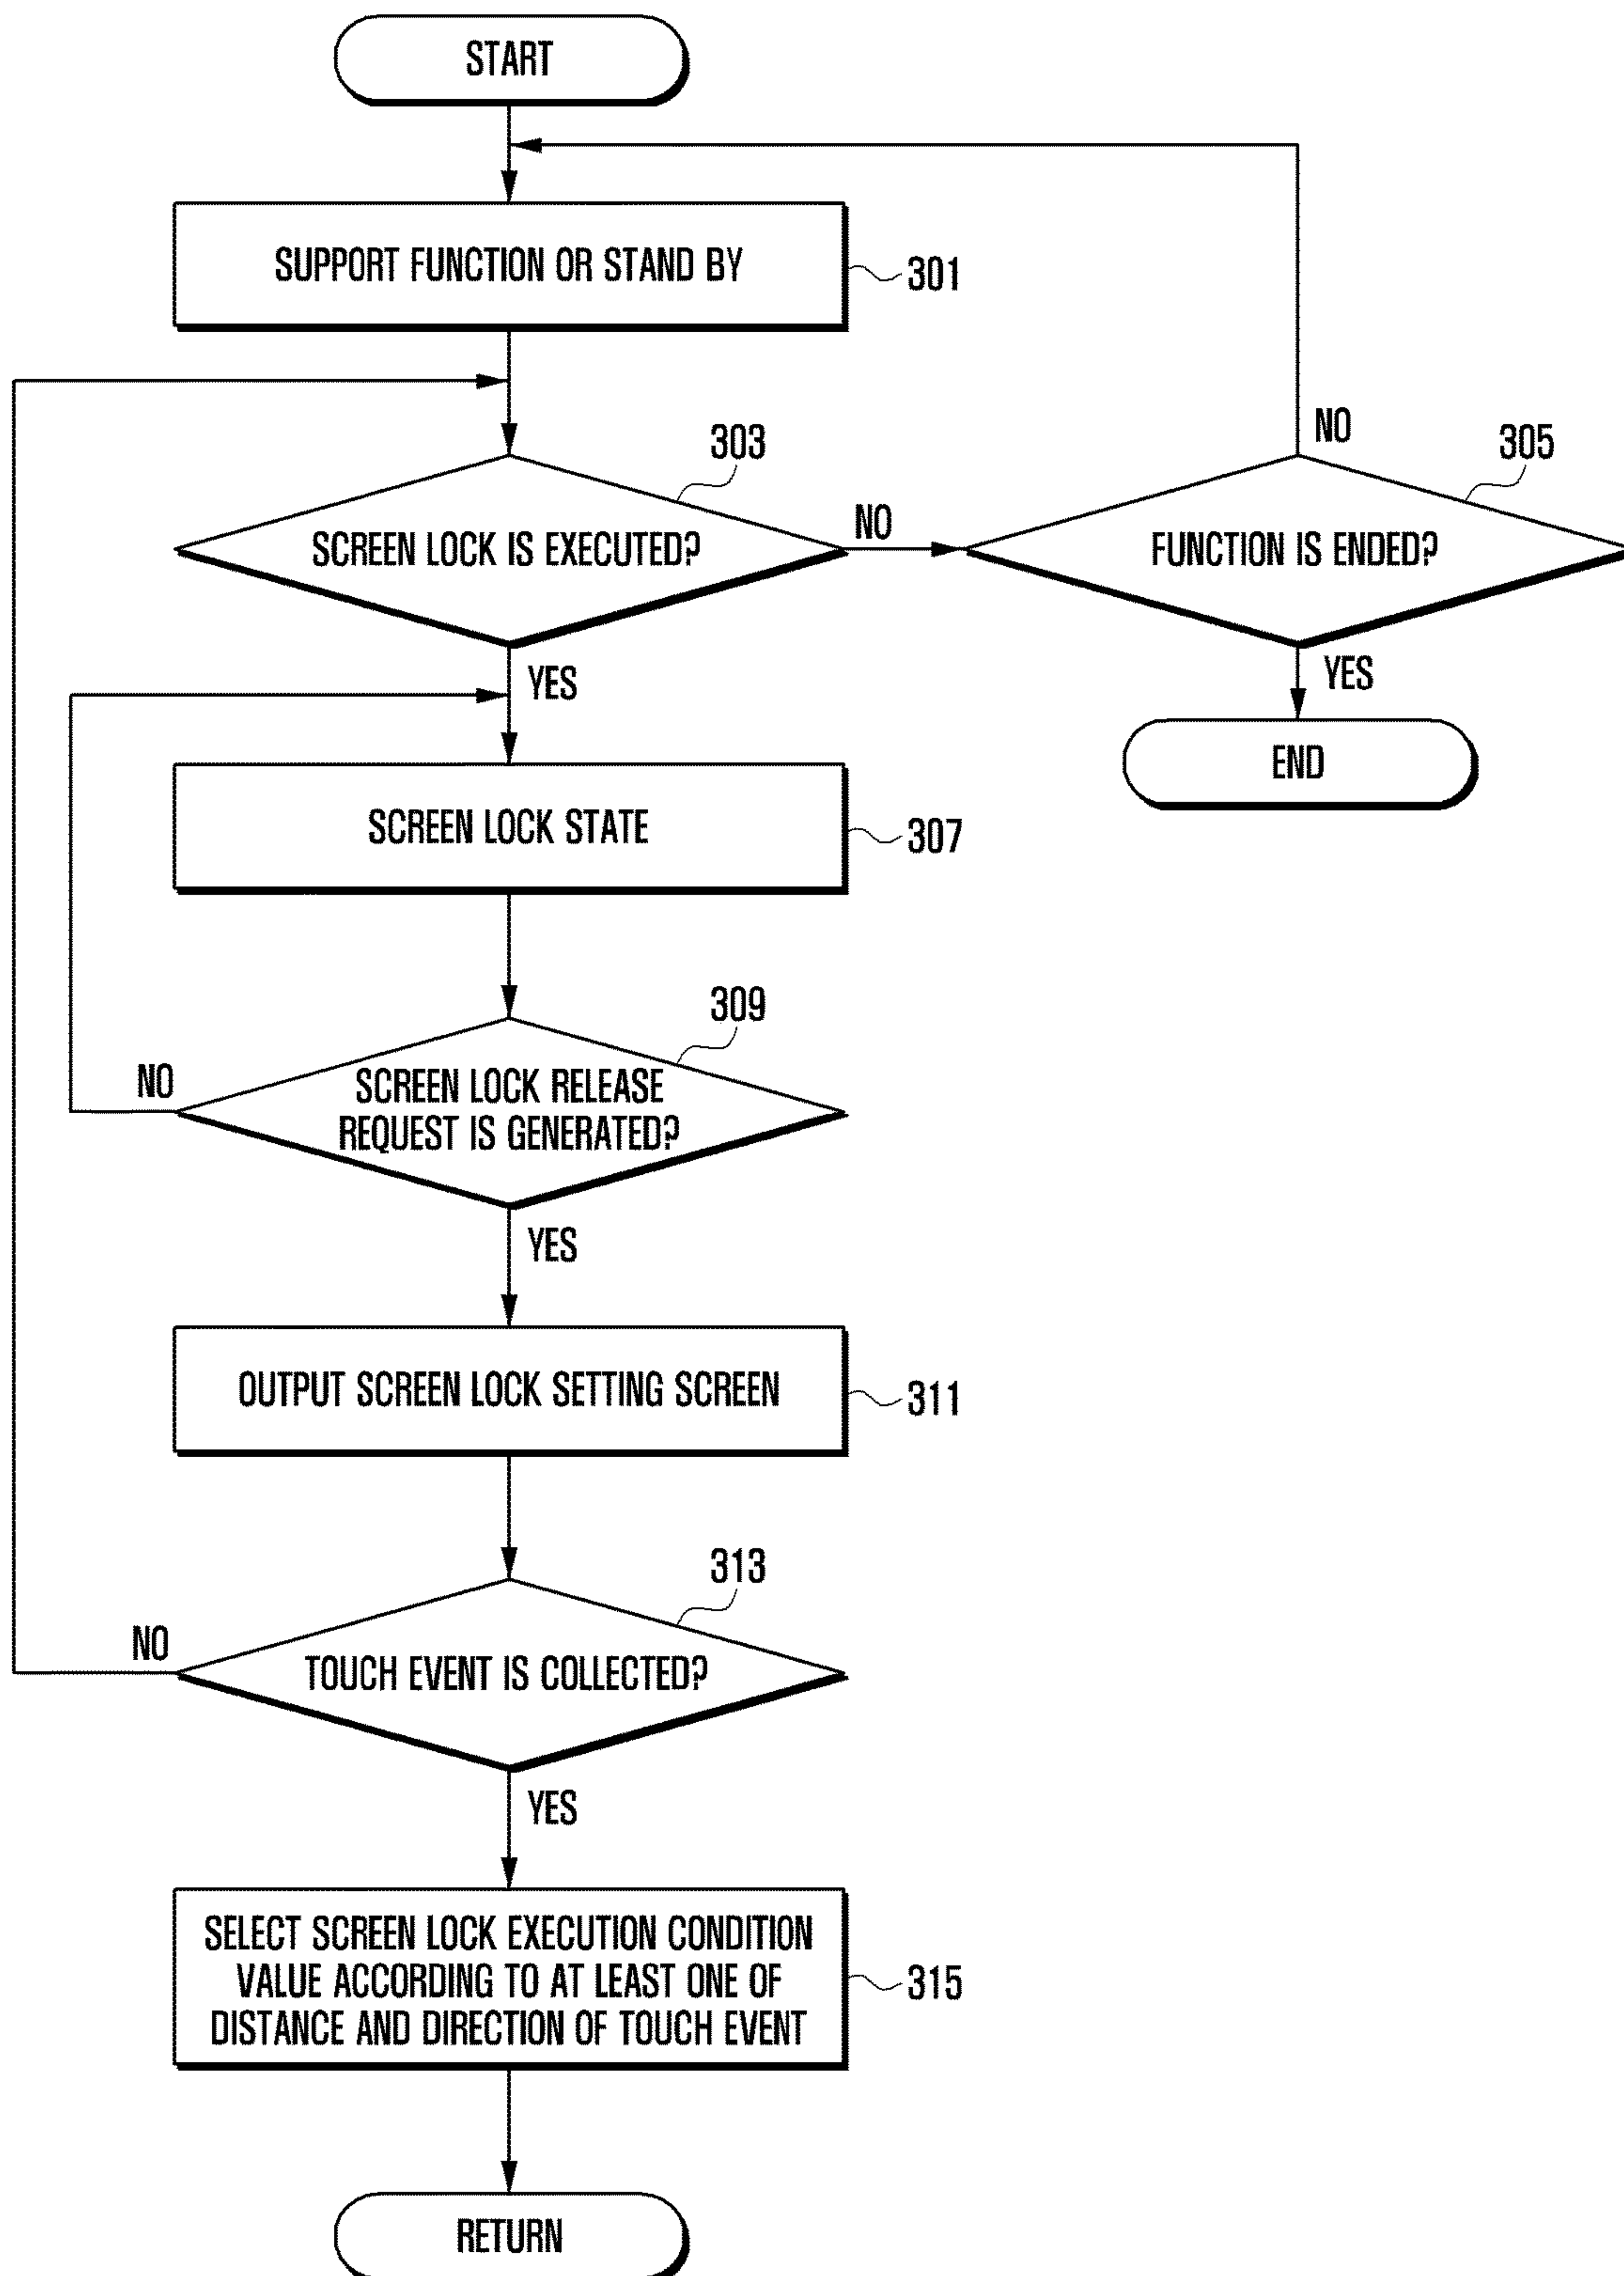 START
SUPPORT FUNCTION OR STAND BY
301
303
SCREEN LOCK IS EXECUTED?
NO
305
NO
FUNCTION IS ENDED?
YES
END
YES
SCREEN LOCK STATE
307
309
NO
SCREEN LOCK RELEASE
REQUEST IS GENERATED?
YES
OUTPUT SCREEN LOCK SETTING SCREEN
311
313
NO
TOUCH EVENT IS COLLECTED?
YES
SELECT SCREEN LOCK EXECUTION CONDITION
VALUE ACCORDING TO AT LEAST ONE OF
DISTANCE AND DIRECTION OF TOUCH EVENT
315
RETURN